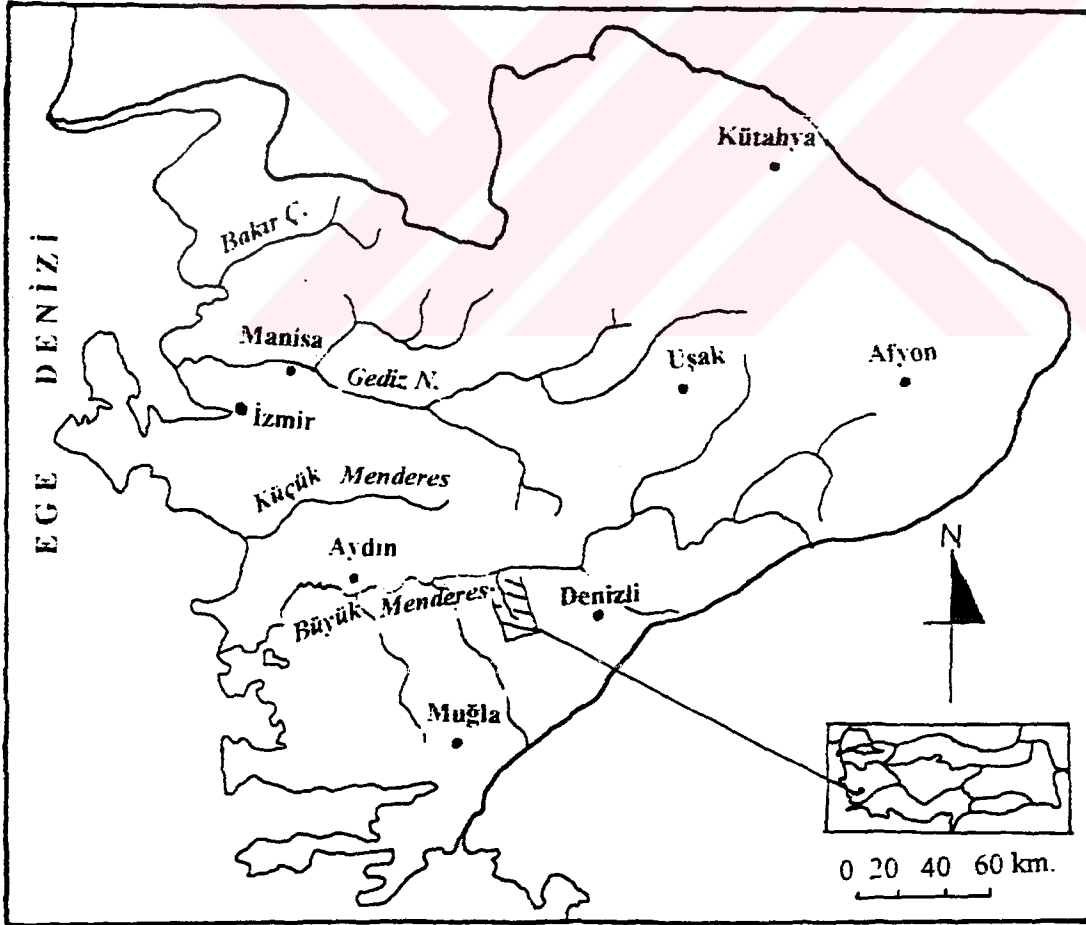 Kütahya
Bakır Ç.
EGE DENİZİ
Manisa
Gediz N.
Uşak
Afyon
İzmir
Küçük Menderes
Aydın
N
Büyük Menderes
Denizli
Muğla
0 20 40 60 km.